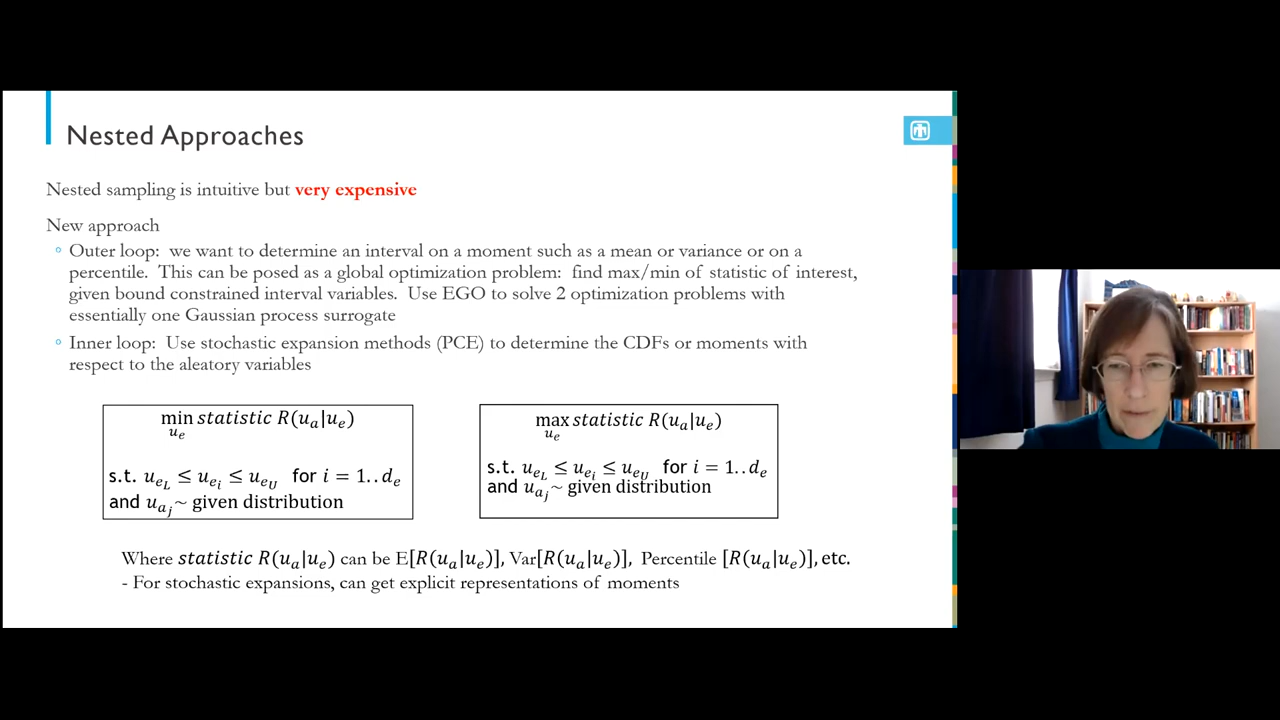 Nested Approaches
Nested sampling is intuitive but very expensive
New approach
◦ Outer loop: we want to determine an interval on a moment such as a mean or variance or on a
percentile. This can be posed as a global optimization problem: find max/min of statistic of interest,
given bound constrained interval variables. Use EGO to solve 2 optimization problems with
essentially one Gaussian process surrogate
◦ Inner loop: Use stochastic expansion methods (PCE) to determine the CDFs or moments with
respect to the aleatory variables
min statistic R(u_a|u_e)
u_e
s.t. u_{e_L} ≤ u_{e_i} ≤ u_{e_U} for i = 1..d_e
and u_{a_j} ~ given distribution
max statistic R(u_a|u_e)
u_e
s.t. u_{e_L} ≤ u_{e_i} ≤ u_{e_U} for i = 1..d_e
and u_{a_j} ~ given distribution
Where statistic R(u_a|u_e) can be E[R(u_a|u_e)], Var[R(u_a|u_e)], Percentile [R(u_a|u_e)], etc.
- For stochastic expansions, can get explicit representations of moments